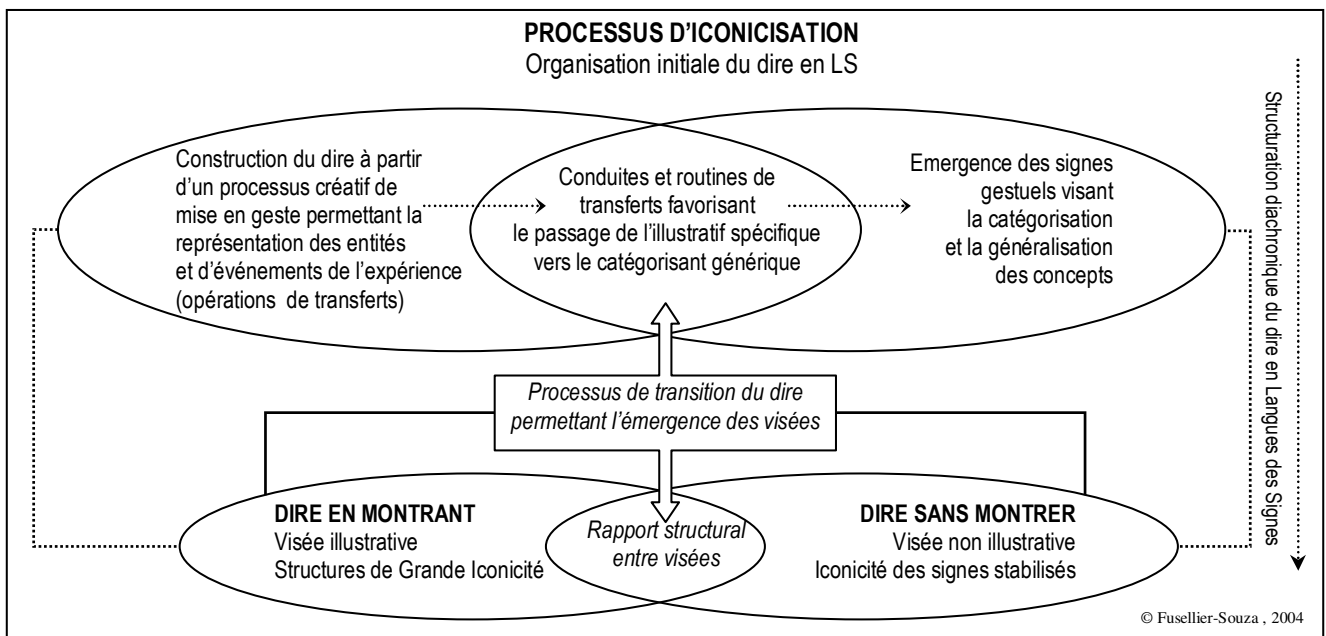 PROCESSUS D'ICONICISATION
Organisation initiale du dire en LS
Construction du dire à partir
d'un processus créatif de
mise en geste permettant la
représentation des entités
et d'événements de l'expérience
(opérations de transferts)
Conduites et routines de
transferts favorisant
le passage de l'illustratif spécifique
vers le catégorisant générique
Emergence des signes
gestuels visant
la catégorisation
et la généralisation
des concepts
Structuration diachronique du dire en Langues des Signes
Processus de transition du dire
permettant l'émergence des visées
DIRE EN MONTRANT
Visée illustrative
Structures de Grande Iconicité
Rapport structural
entre visées
DIRE SANS MONTRER
Visée non illustrative
Iconicité des signes stabilisés
© Fusellier-Souza , 2004